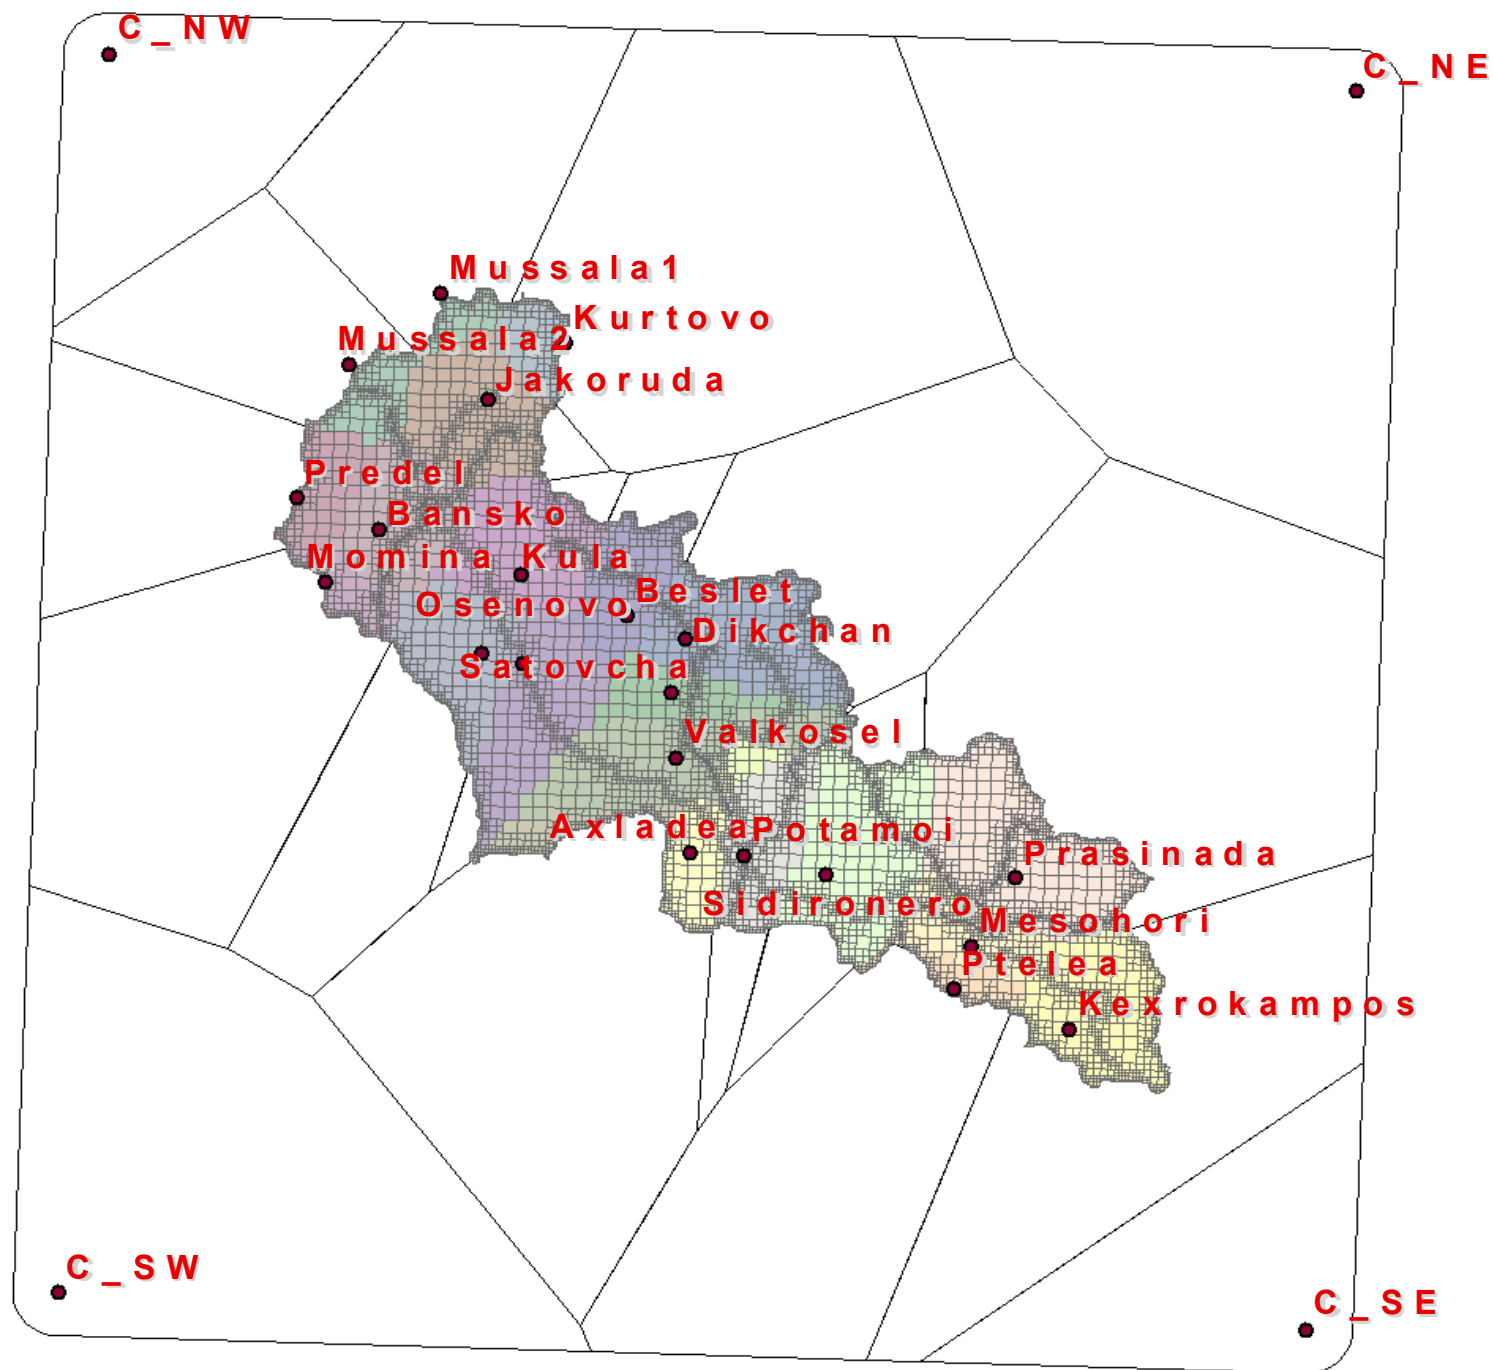 C_NW
C_NE
Mussala1
Kurtovo
Mussala2
Jakoruda
Predel
Bansko
Momina Kula
Beslet
Osenovo
Dikchan
Satovcha
Valkosel
Axladea
Potamoi
Prasinada
Sidironero
Mesohori
Ptelea
Kexrokampos
C_SW
C_SE